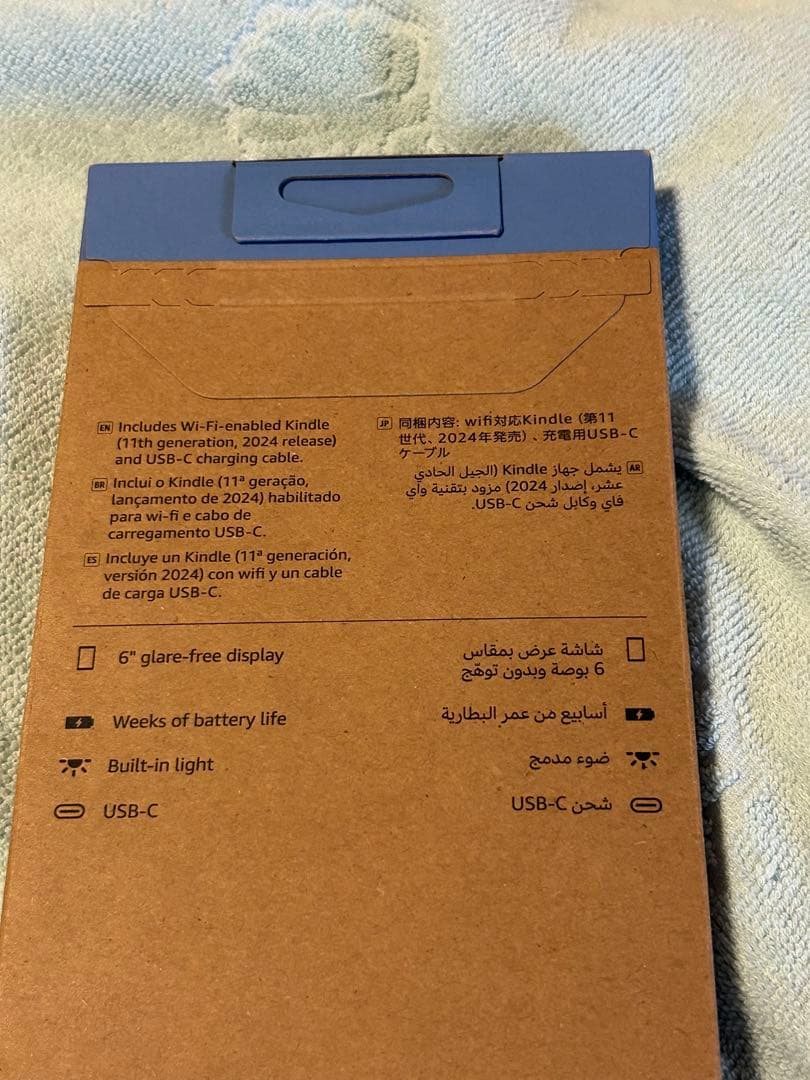 EN Includes Wi-Fi-enabled Kindle
(11th generation, 2024 release)
and USB-C charging cable.
BR Inclui o Kindle (11ª geração,
lançamento de 2024) habilitado
para wi-fi e cabo de
carregamento USB-C.
ES Incluye un Kindle (11ª generación,
versión 2024) con wifi y un cable
de carga USB-C.
JP 同梱内容: wifi対応Kindle (第11
世代、2024年発売) 、充電用USB-C
ケーブル
AR يشمل جهاز Kindle (الجيل الحادي
عشر، إصدار 2024) مزود بتقنية واي
فاي وكابل شحن USB-C.
6" glare-free display
Weeks of battery life
Built-in light
USB-C
شاشة عرض بمقاس
6 بوصة وبدون توهّج
أسابيع من عمر البطارية
ضوء مدمج
شحن USB-C